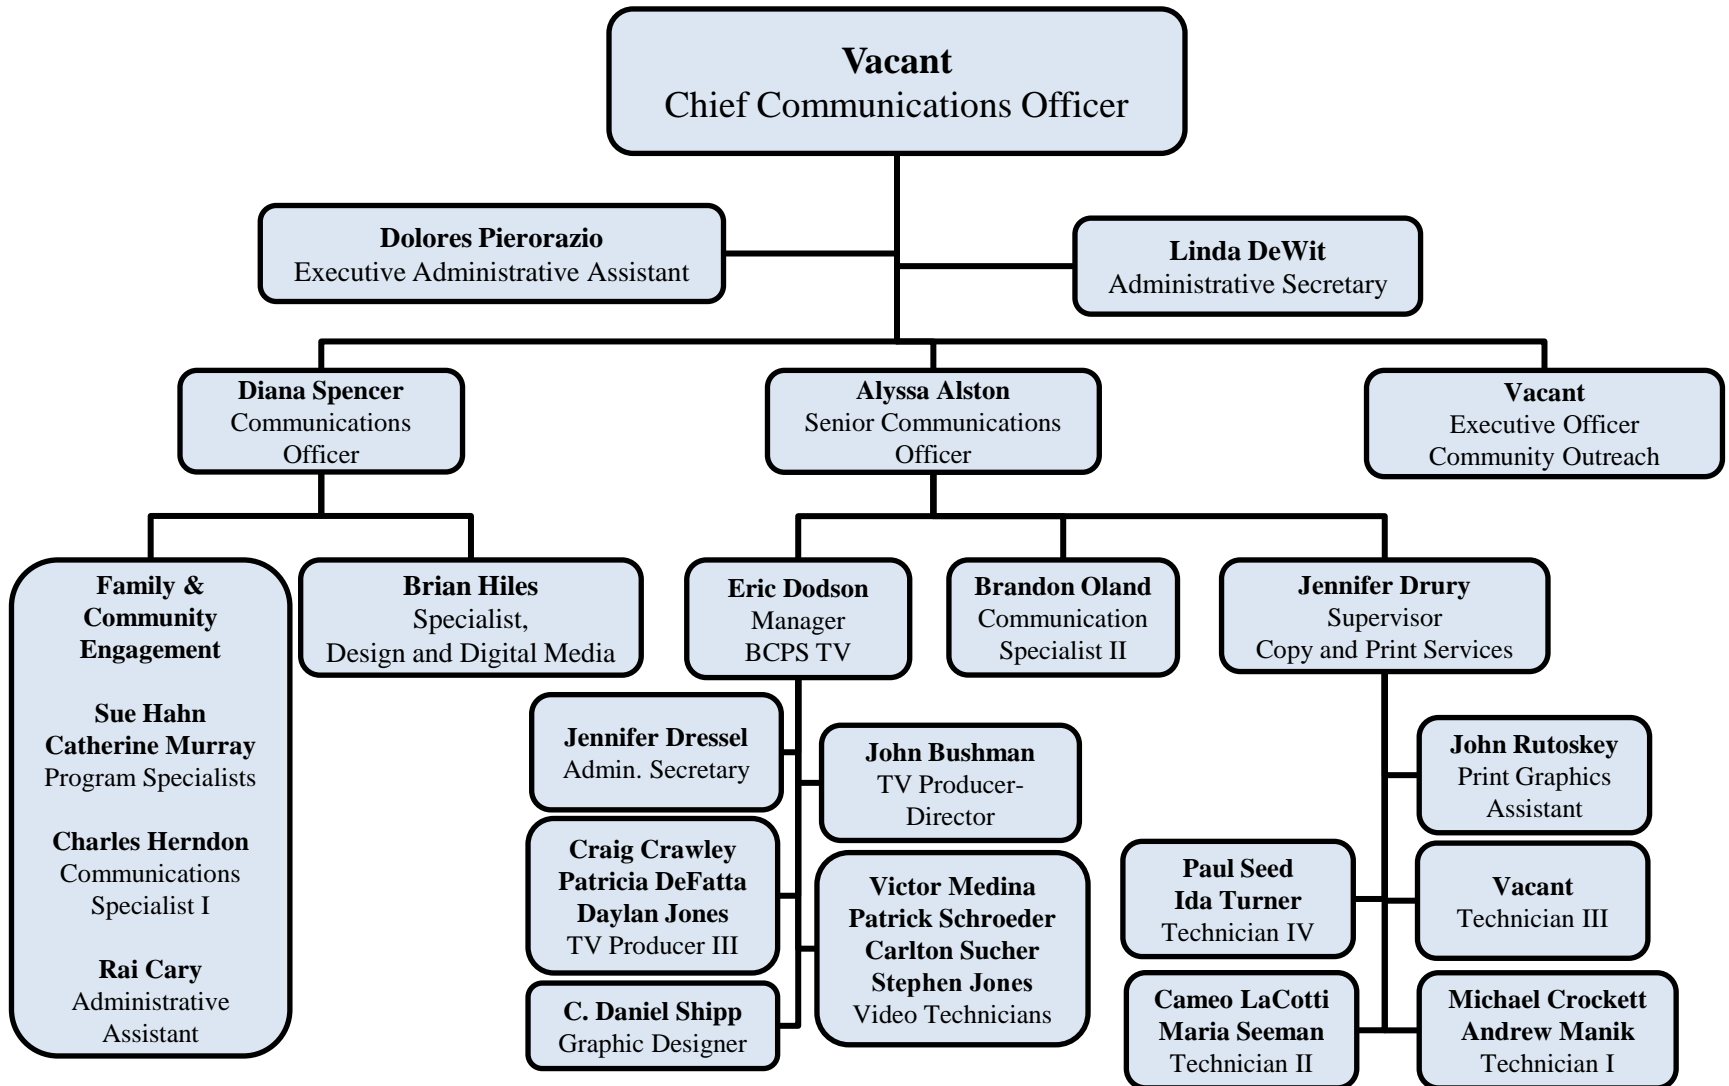 Vacant
Chief Communications Officer
Dolores Pierorazio
Executive Administrative Assistant
Linda DeWit
Administrative Secretary
Diana Spencer
Communications
Officer
Alyssa Alston
Senior Communications
Officer
Vacant
Executive Officer
Community Outreach
Family &
Community
Engagement
Sue Hahn
Catherine Murray
Program Specialists
Charles Herndon
Communications
Specialist I
Rai Cary
Administrative
Assistant
Brian Hiles
Specialist,
Design and Digital Media
Eric Dodson
Manager
BCPS TV
Brandon Oland
Communication
Specialist II
Jennifer Drury
Supervisor
Copy and Print Services
Jennifer Dressel
Admin. Secretary
John Bushman
TV Producer-
Director
Craig Crawley
Patricia DeFatta
Daylan Jones
TV Producer III
Victor Medina
Patrick Schroeder
Carlton Sucher
Stephen Jones
Video Technicians
C. Daniel Shipp
Graphic Designer
John Rutoskey
Print Graphics
Assistant
Paul Seed
Ida Turner
Technician IV
Vacant
Technician III
Cameo LaCotti
Maria Seeman
Technician II
Michael Crockett
Andrew Manik
Technician I